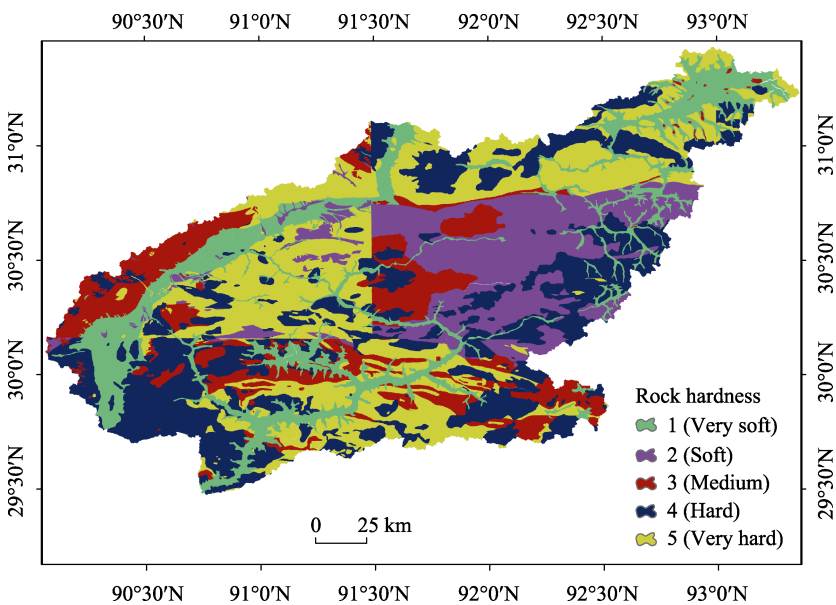 90°30′N 91°0′N 91°30′N 92°0′N 92°30′N 93°0′N
31°0′N 31°0′N
30°30′N 30°30′N
30°0′N 30°0′N
29°30′N 29°30′N
Rock hardness
1 (Very soft)
2 (Soft)
3 (Medium)
4 (Hard)
5 (Very hard)
0 25 km
90°30′N 91°0′N 91°30′N 92°0′N 92°30′N 93°0′N